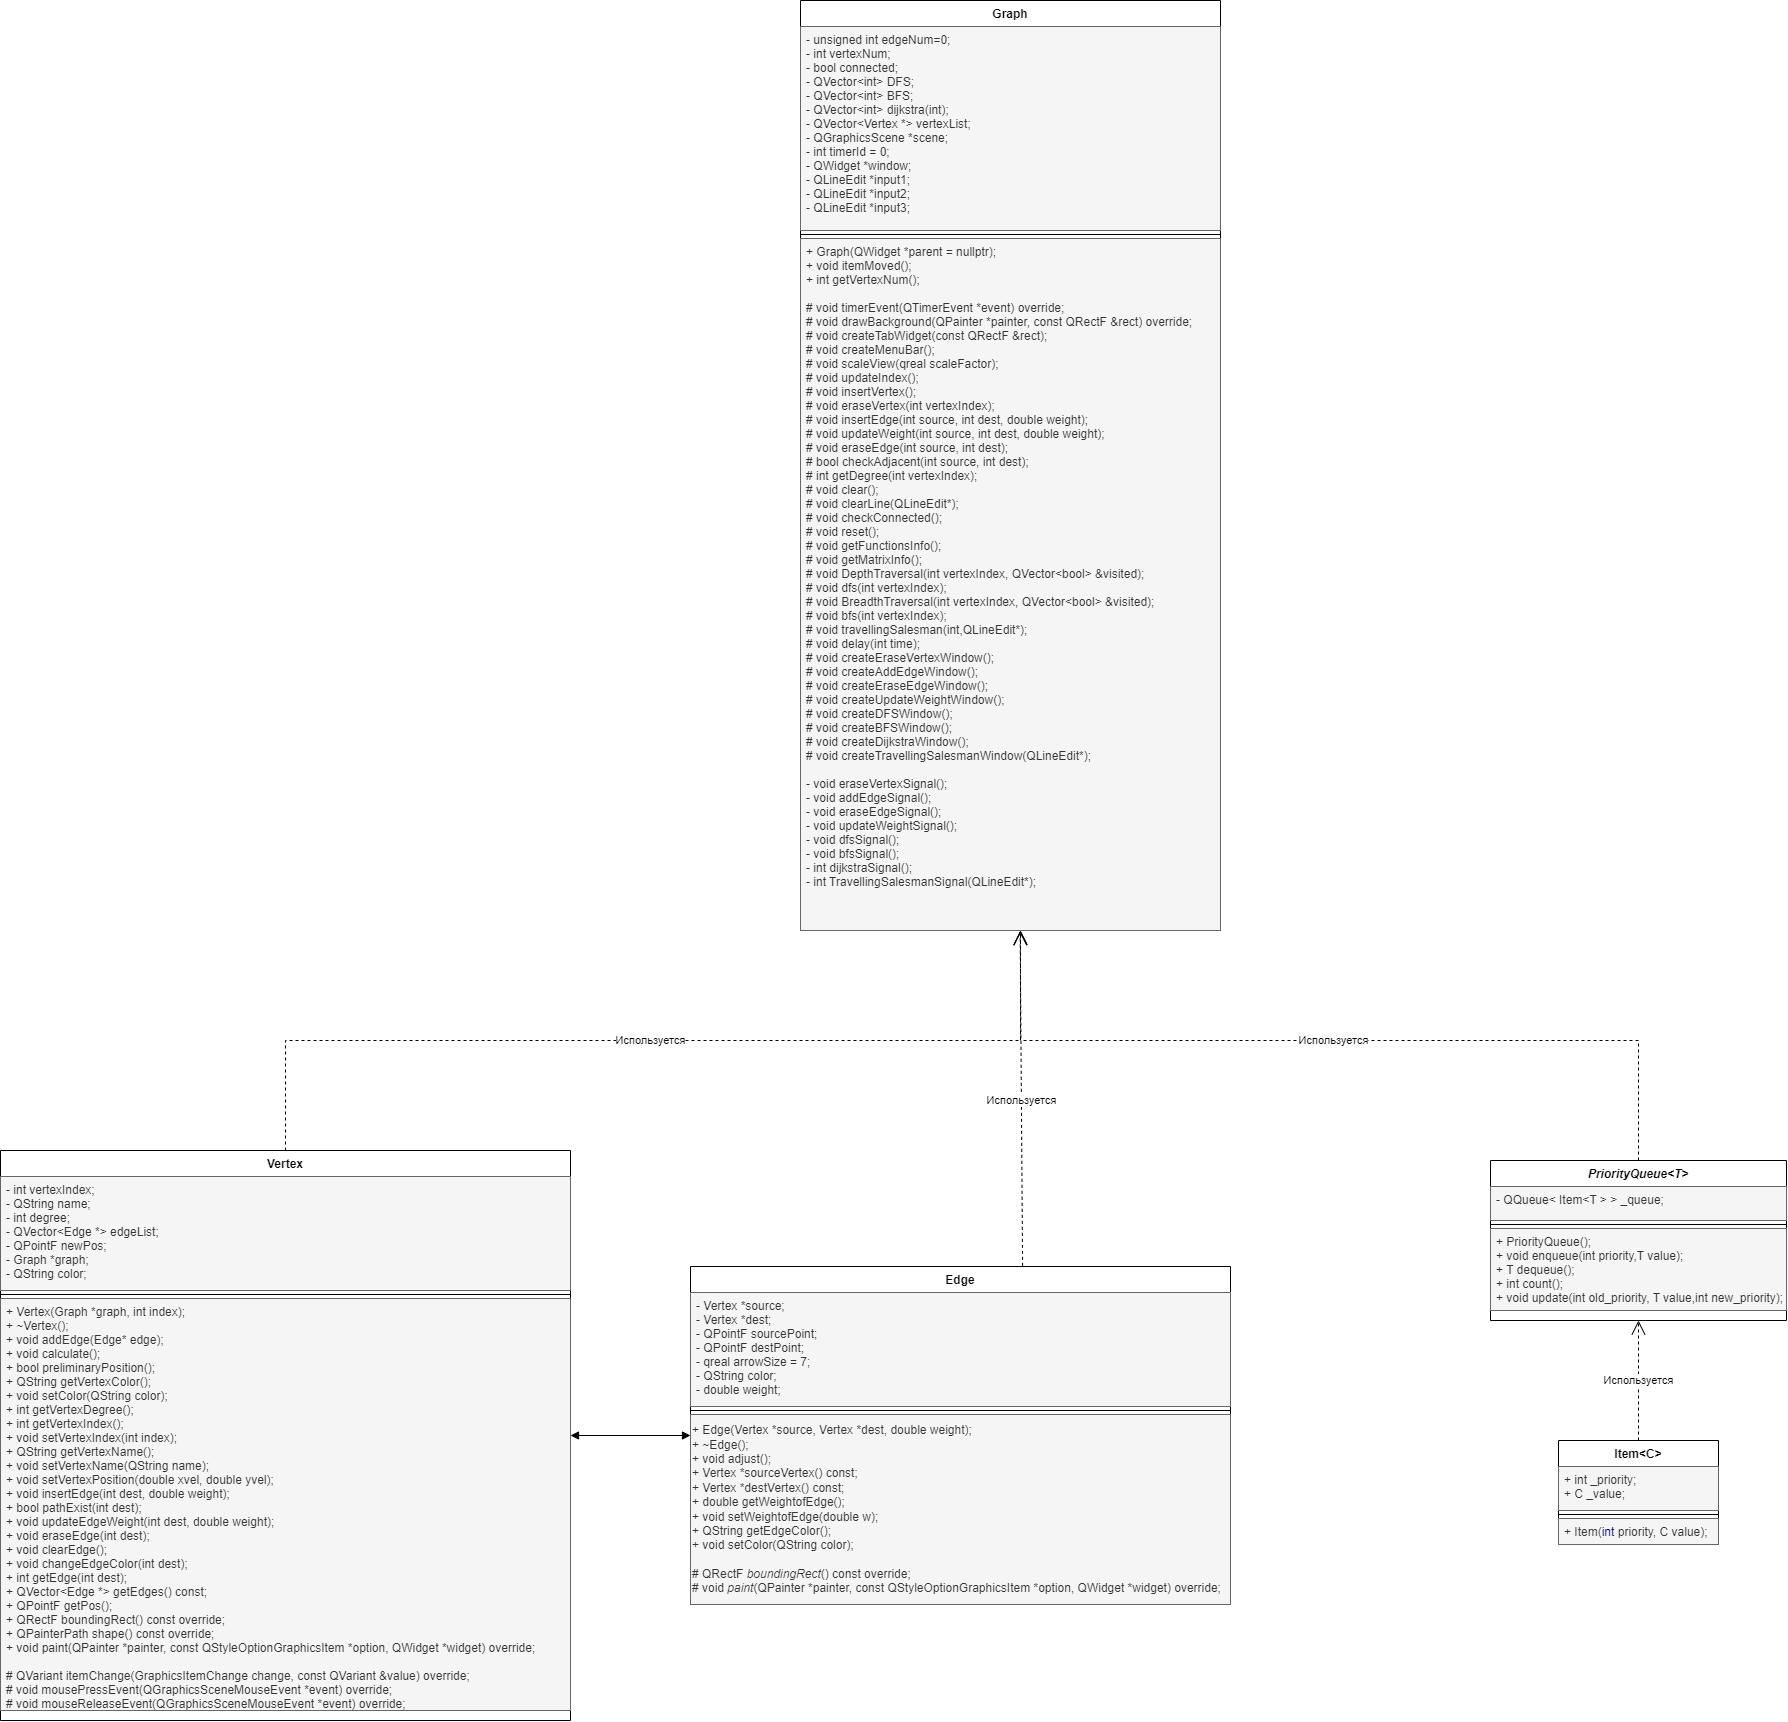 Graph
- unsigned int edgeNum=0;
- int vertexNum;
- bool connected;
- QVector<int> DFS;
- QVector<int> BFS;
- QVector<int> dijkstra(int);
- QVector<Vertex *> vertexList;
- QGraphicsScene *scene;
- int timerId = 0;
- QWidget *window;
- QLineEdit *input1;
- QLineEdit *input2;
- QLineEdit *input3;
+ Graph(QWidget *parent = nullptr);
+ void itemMoved();
+ int getVertexNum();
# void timerEvent(QTimerEvent *event) override;
# void drawBackground(QPainter *painter, const QRectF &rect) override;
# void createTabWidget(const QRectF &rect);
# void createMenuBar();
# void scaleView(qreal scaleFactor);
# void updateIndex();
# void insertVertex();
# void eraseVertex(int vertexIndex);
# void insertEdge(int source, int dest, double weight);
# void updateWeight(int source, int dest, double weight);
# void eraseEdge(int source, int dest);
# bool checkAdjacent(int source, int dest);
# int getDegree(int vertexIndex);
# void clear();
# void clearLine(QLineEdit*);
# void checkConnected();
# void reset();
# void getFunctionsInfo();
# void getMatrixInfo();
# void DepthTraversal(int vertexIndex, QVector<bool> &visited);
# void dfs(int vertexIndex);
# void BreadthTraversal(int vertexIndex, QVector<bool> &visited);
# void bfs(int vertexIndex);
# void travellingSalesman(int,QLineEdit*);
# void delay(int time);
# void createEraseVertexWindow();
# void createAddEdgeWindow();
# void createEraseEdgeWindow();
# void createUpdateWeightWindow();
# void createDFSWindow();
# void createBFSWindow();
# void createDijkstraWindow();
# void createTravellingSalesmanWindow(QLineEdit*);
- void eraseVertexSignal();
- void addEdgeSignal();
- void eraseEdgeSignal();
- void updateWeightSignal();
- void dfsSignal();
- void bfsSignal();
- int dijkstraSignal();
- int TravellingSalesmanSignal(QLineEdit*);
Используется
Используется
Используется
Vertex
- int vertexIndex;
- QString name;
- int degree;
- QVector<Edge *> edgeList;
- QPointF newPos;
- Graph *graph;
- QString color;
+ Vertex(Graph *graph, int index);
+ ~Vertex();
+ void addEdge(Edge* edge);
+ void calculate();
+ bool preliminaryPosition();
+ QString getVertexColor();
+ void setColor(QString color);
+ int getVertexDegree();
+ int getVertexIndex();
+ void setVertexIndex(int index);
+ QString getVertexName();
+ void setVertexName(QString name);
+ void setVertexPosition(double xvel, double yvel);
+ void insertEdge(int dest, double weight);
+ bool pathExist(int dest);
+ void updateEdgeWeight(int dest, double weight);
+ void eraseEdge(int dest);
+ void clearEdge();
+ void changeEdgeColor(int dest);
+ int getEdge(int dest);
+ QVector<Edge *> getEdges() const;
+ QPointF getPos();
+ QRectF boundingRect() const override;
+ QPainterPath shape() const override;
+ void paint(QPainter *painter, const QStyleOptionGraphicsItem *option, QWidget *widget) override;
# QVariant itemChange(GraphicsItemChange change, const QVariant &value) override;
# void mousePressEvent(QGraphicsSceneMouseEvent *event) override;
# void mouseReleaseEvent(QGraphicsSceneMouseEvent *event) override;
Edge
- Vertex *source;
- Vertex *dest;
- QPointF sourcePoint;
- QPointF destPoint;
- qreal arrowSize = 7;
- QString color;
- double weight;
+ Edge(Vertex *source, Vertex *dest, double weight);
+ ~Edge();
+ void adjust();
+ Vertex *sourceVertex() const;
+ Vertex *destVertex() const;
+ double getWeightofEdge();
+ void setWeightofEdge(double w);
+ QString getEdgeColor();
+ void setColor(QString color);
# QRectF boundingRect() const override;
# void paint(QPainter *painter, const QStyleOptionGraphicsItem *option, QWidget *widget) override;
PriorityQueue<T>
- QQueue< Item<T > > _queue;
+ PriorityQueue();
+ void enqueue(int priority,T value);
+ T dequeue();
+ int count();
+ void update(int old_priority, T value,int new_priority);
Используется
Item<C>
+ int _priority;
+ C _value;
+ Item(int priority, C value);